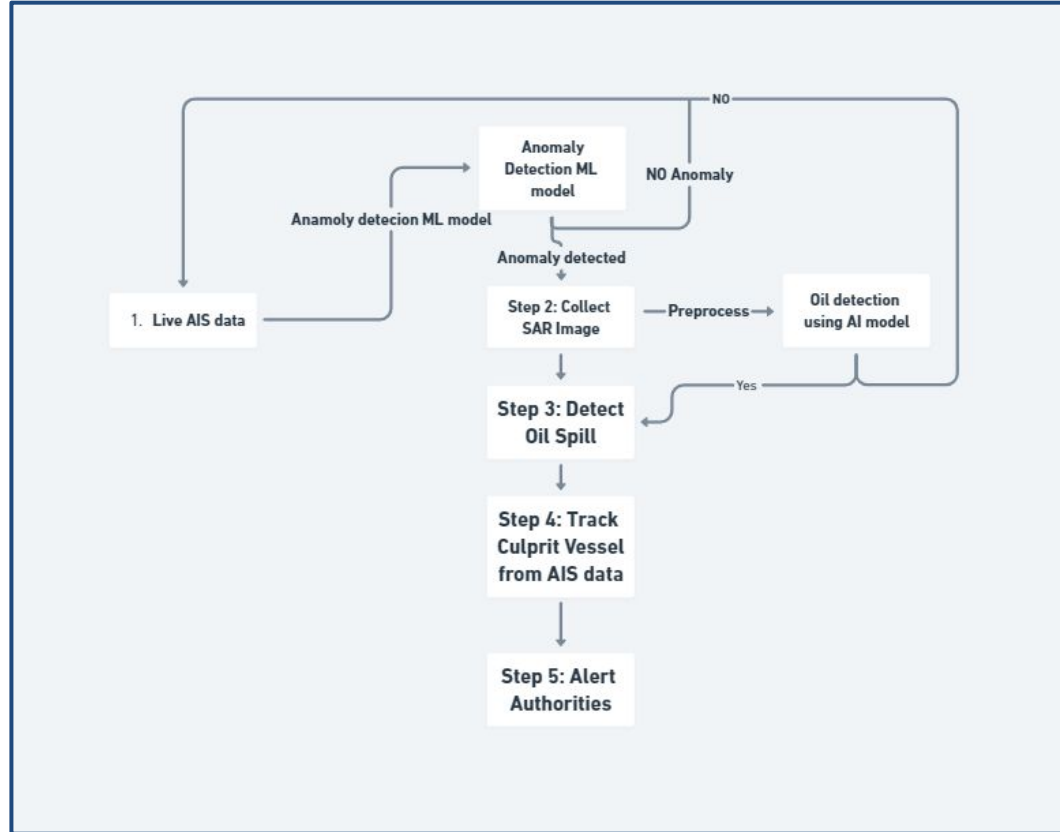 NO
Anomaly
Detection ML
model
NO Anomaly
Anamoly detecion ML model
Anomaly detected
1. Live AIS data
Step 2: Collect
SAR Image
Preprocess
Oil detection
using AI model
Yes
Step 3: Detect
Oil Spill
Step 4: Track
Culprit Vessel
from AIS data
Step 5: Alert
Authorities